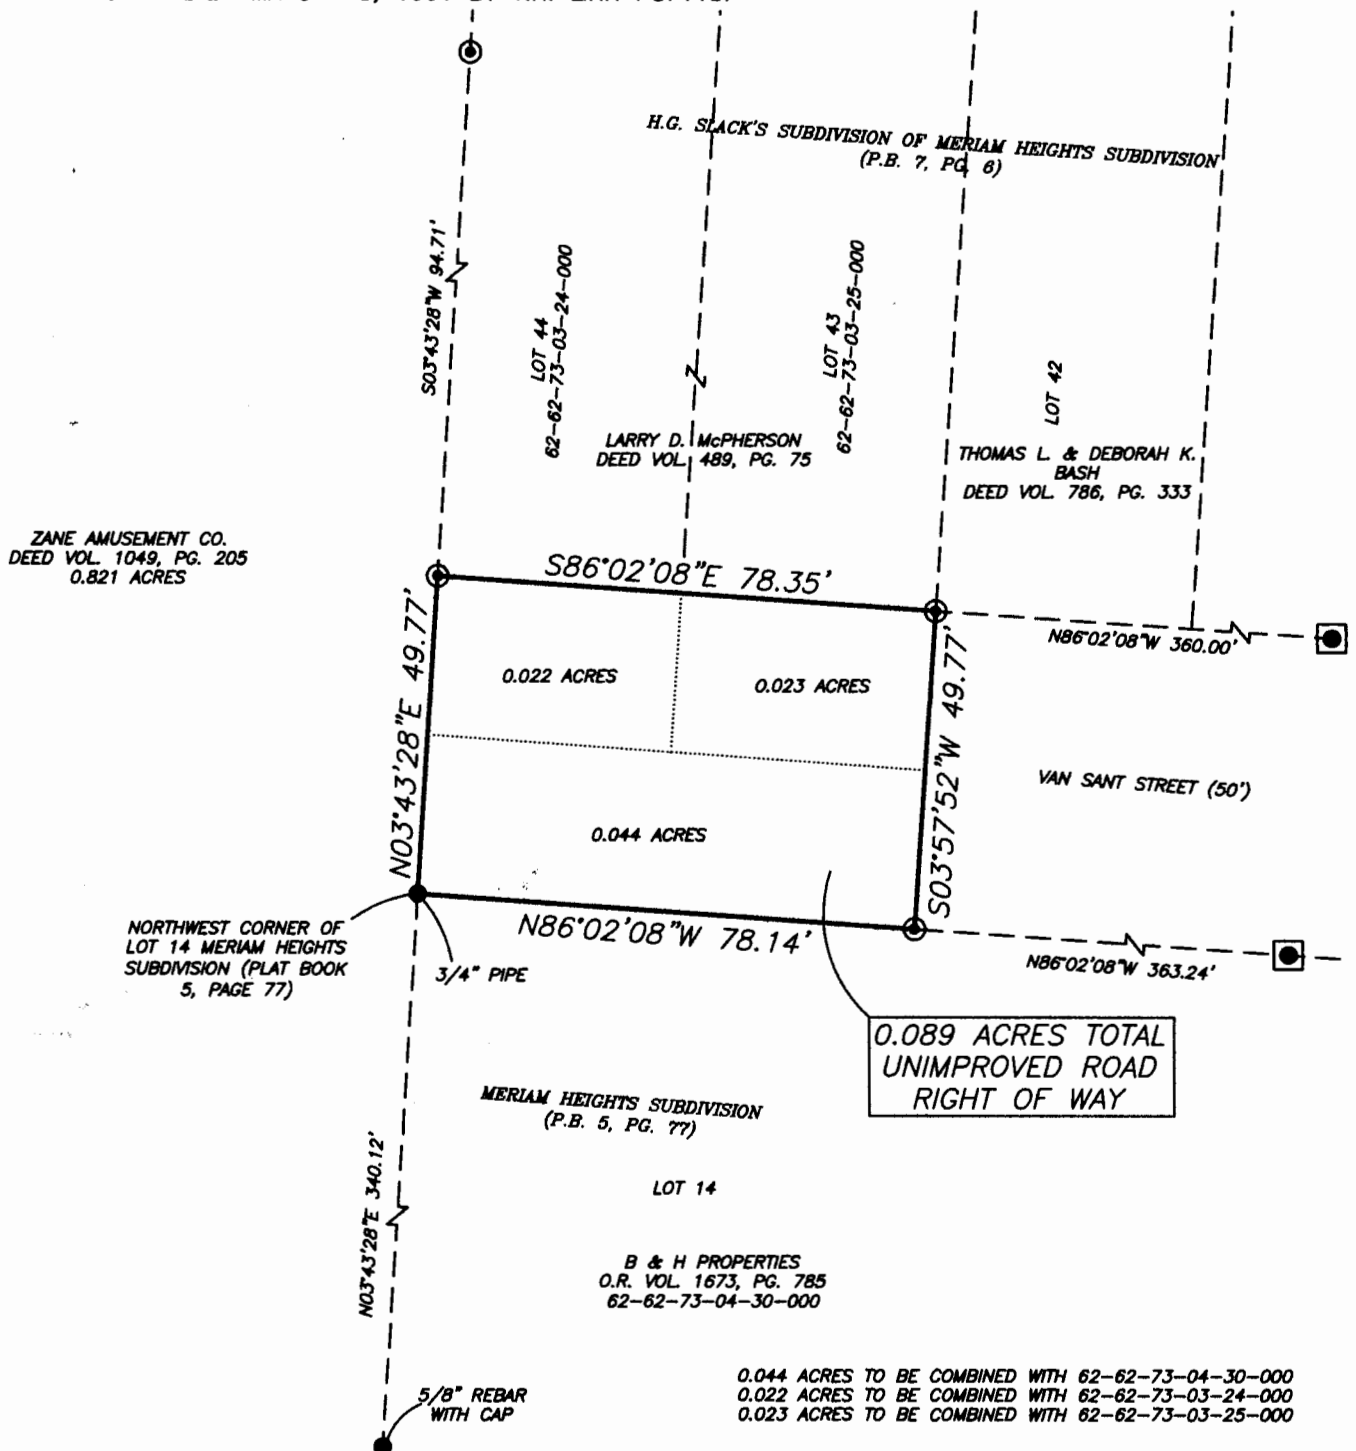 H.G. SLACK'S SUBDIVISION OF MERIAM HEIGHTS SUBDIVISION
(P.B. 7, PG. 6)
S03°43'28"W 94.71'
LOT 44
62-62-73-03-24-000
LOT 43
62-62-73-03-25-000
LOT 42
LARRY D. McPHERSON
DEED VOL. 489, PG. 75
THOMAS L. & DEBORAH K.
BASH
DEED VOL. 786, PG. 333
ZANE AMUSEMENT CO.
DEED VOL. 1049, PG. 205
0.821 ACRES
S86°02'08"E 78.35'
N86°02'08"W 360.00'
N03°43'28"E 49.77'
0.022 ACRES
0.023 ACRES
S03°57'52"W 49.77'
VAN SANT STREET (50')
0.044 ACRES
NORTHWEST CORNER OF
LOT 14 MERIAM HEIGHTS
SUBDIVISION (PLAT BOOK
5, PAGE 77)
3/4" PIPE
N86°02'08"W 78.14'
N86°02'08"W 363.24'
0.089 ACRES TOTAL
UNIMPROVED ROAD
RIGHT OF WAY
MERIAM HEIGHTS SUBDIVISION
(P.B. 5, PG. 77)
N03°43'28"E 340.12'
LOT 14
B & H PROPERTIES
O.R. VOL. 1673, PG. 785
62-62-73-04-30-000
5/8" REBAR
WITH CAP
0.044 ACRES TO BE COMBINED WITH 62-62-73-04-30-000
0.022 ACRES TO BE COMBINED WITH 62-62-73-03-24-000
0.023 ACRES TO BE COMBINED WITH 62-62-73-03-25-000